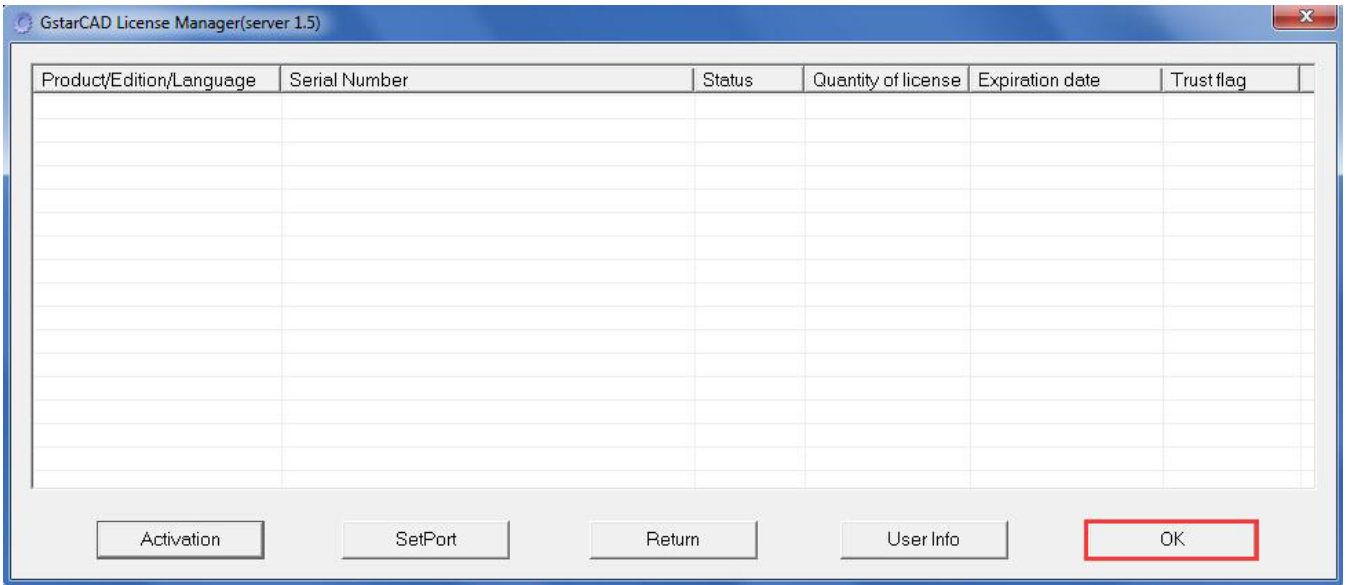 GstarCAD License Manager(server 1.5)
Product/Edition/Language Serial Number Status Quantity of license Expiration date Trust flag
Activation SetPort Return User Info OK